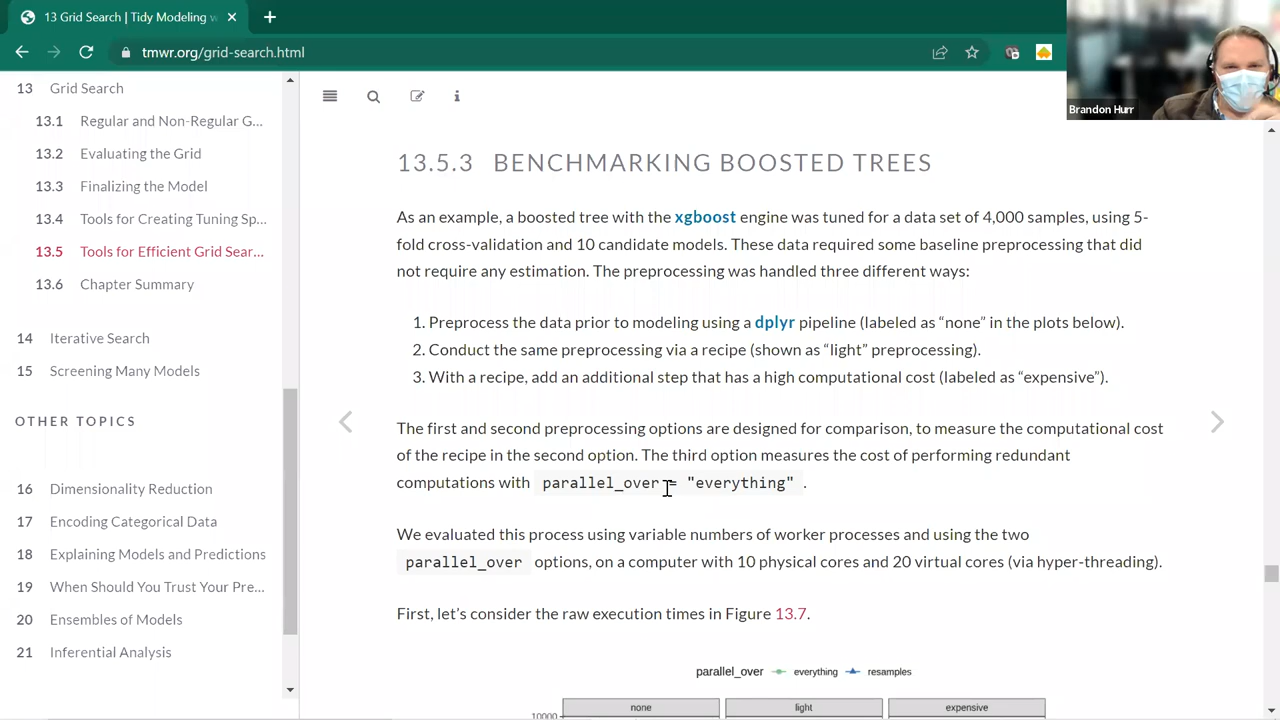 13 Grid Search | Tidy Modeling w
tmwr.org/grid-search.html
Brandon Hurr
13 Grid Search
13.1 Regular and Non-Regular G...
13.2 Evaluating the Grid
13.3 Finalizing the Model
13.4 Tools for Creating Tuning Sp...
13.5 Tools for Efficient Grid Sear...
13.6 Chapter Summary
14 Iterative Search
15 Screening Many Models
OTHER TOPICS
16 Dimensionality Reduction
17 Encoding Categorical Data
18 Explaining Models and Predictions
19 When Should You Trust Your Pre...
20 Ensembles of Models
21 Inferential Analysis
13.5.3 BENCHMARKING BOOSTED TREES
As an example, a boosted tree with the xgboost engine was tuned for a data set of 4,000 samples, using 5-
fold cross-validation and 10 candidate models. These data required some baseline preprocessing that did
not require any estimation. The preprocessing was handled three different ways:
1. Preprocess the data prior to modeling using a dplyr pipeline (labeled as “none” in the plots below).
2. Conduct the same preprocessing via a recipe (shown as “light” preprocessing).
3. With a recipe, add an additional step that has a high computational cost (labeled as “expensive”).
The first and second preprocessing options are designed for comparison, to measure the computational cost
of the recipe in the second option. The third option measures the cost of performing redundant
computations with parallel_over = "everything" .
We evaluated this process using variable numbers of worker processes and using the two
parallel_over options, on a computer with 10 physical cores and 20 virtual cores (via hyper-threading).
First, let’s consider the raw execution times in Figure 13.7.
parallel_over everything resamples
none light expensive
10000